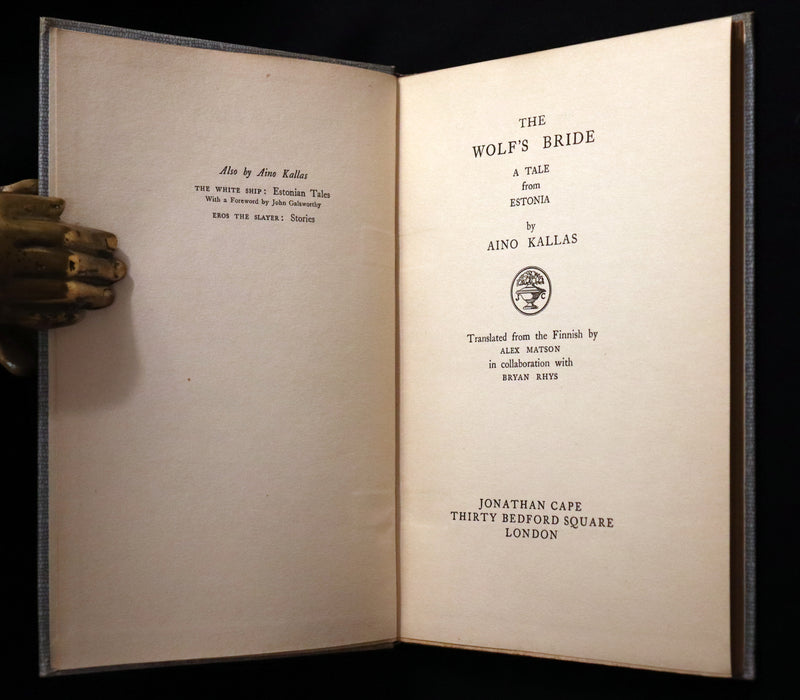 Also by Aino Kallas
THE WHITE SHIP: Estonian Tales
With a Foreword by John Galsworthy
EROS THE SLAYER: Stories
THE
WOLF'S BRIDE
A TALE
from
ESTONIA
by
AINO KALLAS
J C
Translated from the Finnish by
ALEX MATSON
in collaboration with
BRYAN RHYS
JONATHAN CAPE
THIRTY BEDFORD SQUARE
LONDON